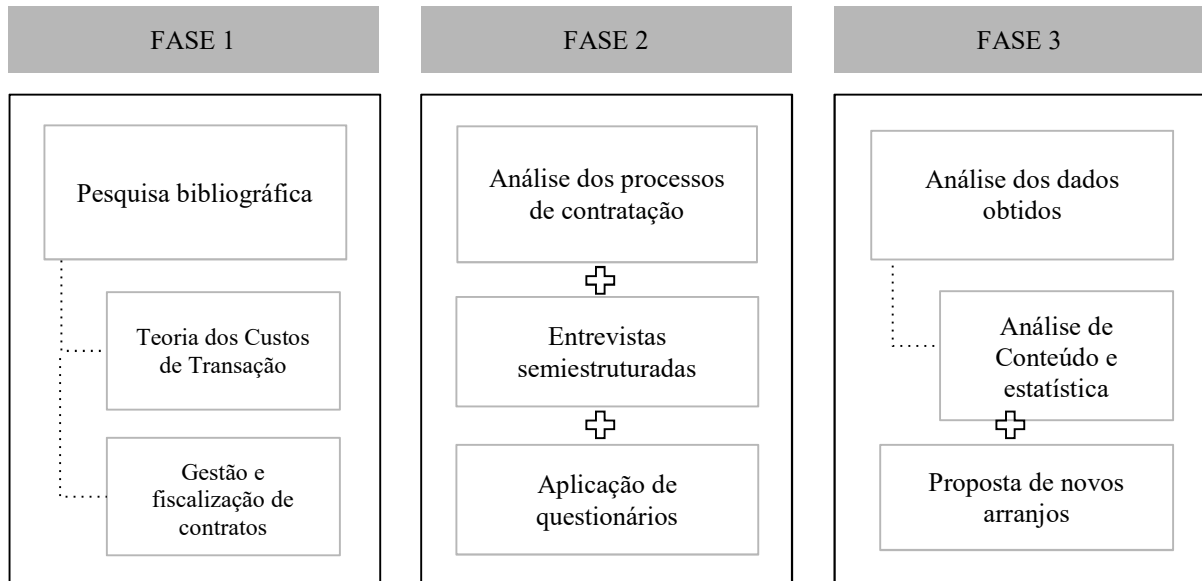 FASE 1
Pesquisa bibliográfica
Teoria dos Custos
de Transação
Gestão e
fiscalização de
contratos
FASE 2
Análise dos processos
de contratação
Entrevistas
semiestruturadas
Aplicação de
questionários
FASE 3
Análise dos dados
obtidos
Análise de
Conteúdo e
estatística
Proposta de novos
arranjos